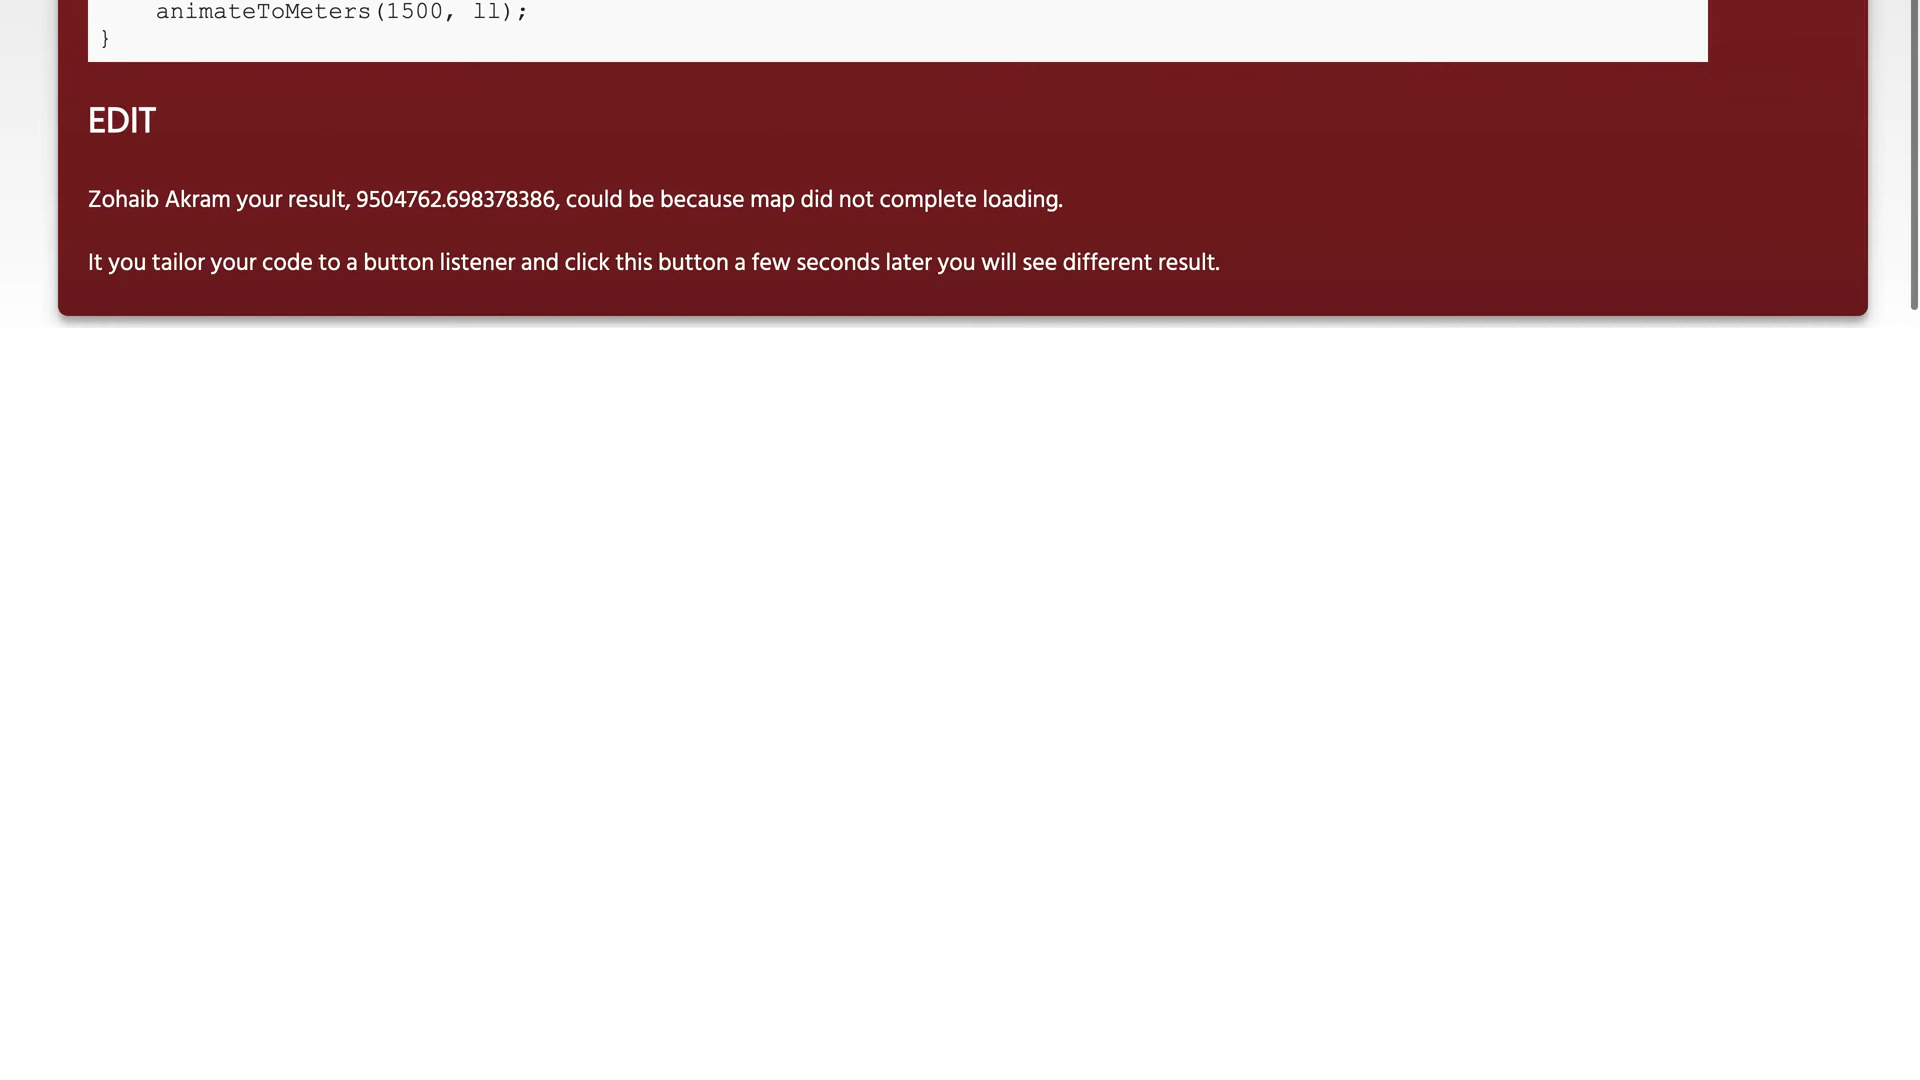 animateToMeters(1500, ll);
}
EDIT
Zohaib Akram your result, 9504762.698378386, could be because map did not complete loading.
It you tailor your code to a button listener and click this button a few seconds later you will see different result.